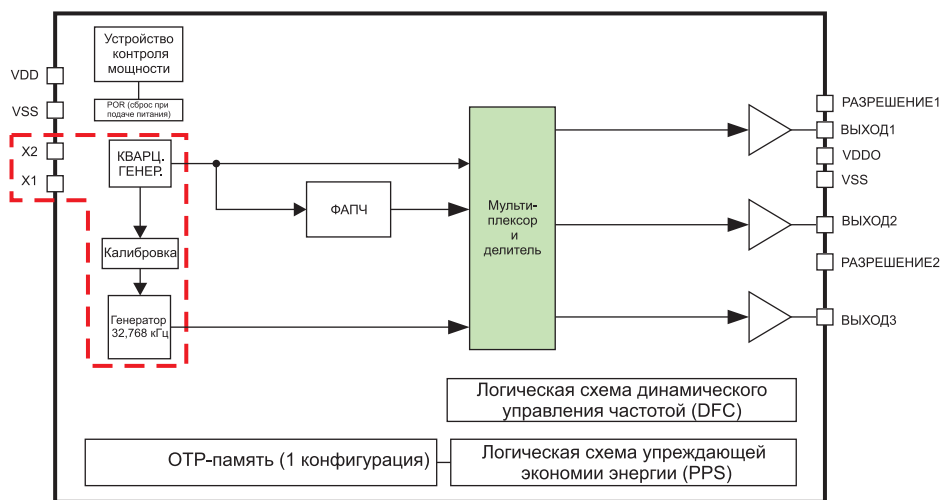 Устройство
контроля
мощности
POR (сброс при
подаче питания)
VDD
VSS
X2
X1
КВАРЦ.
ГЕНЕР.
ФАПЧ
Калибровка
Генератор
32,768 кГц
Мульти-
плексор
и
делитель
РАЗРЕШЕНИЕ1
ВЫХОД1
VDDO
VSS
ВЫХОД2
РАЗРЕШЕНИЕ2
ВЫХОД3
Логическая схема динамического
управления частотой (DFC)
OTP-память (1 конфигурация)
Логическая схема упреждающей
экономии энергии (PPS)